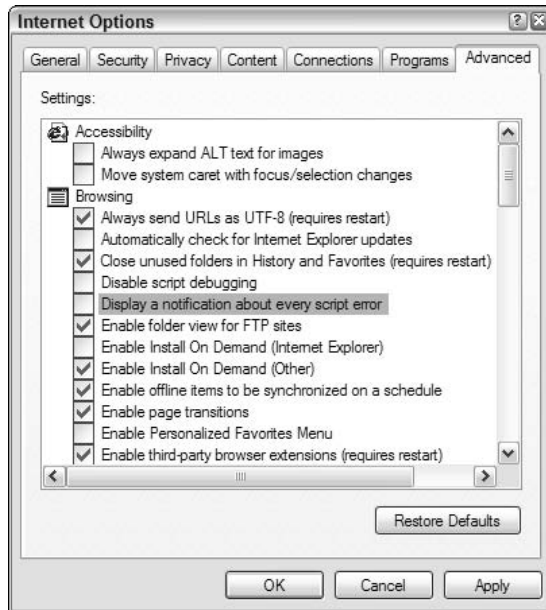 Internet Options
General Security Privacy Content Connections Programs Advanced
Settings:
Accessibility
Always expand ALT text for images
Move system caret with focus/selection changes
Browsing
Always send URLs as UTF-8 (requires restart)
Automatically check for Internet Explorer updates
Close unused folders in History and Favorites (requires restart)
Disable script debugging
Display a notification about every script error
Enable folder view for FTP sites
Enable Install On Demand (Internet Explorer)
Enable Install On Demand (Other)
Enable offline items to be synchronized on a schedule
Enable page transitions
Enable Personalized Favorites Menu
Enable third-party browser extensions (requires restart)
Restore Defaults
OK Cancel Apply